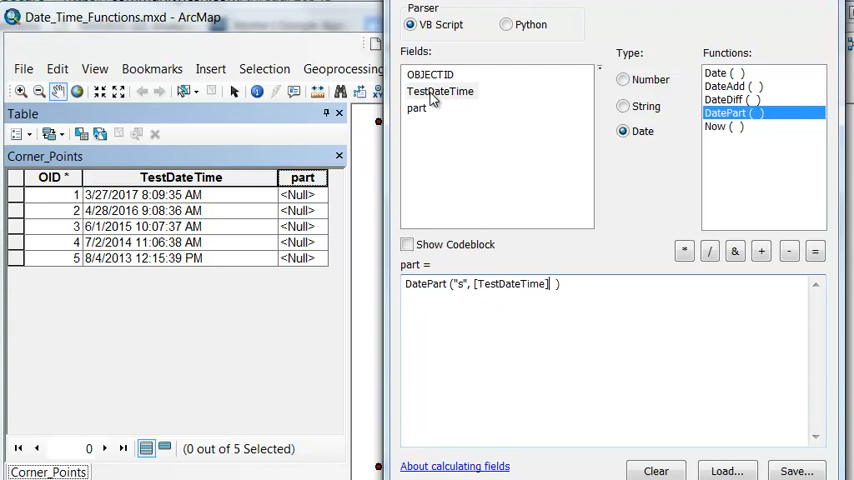 Date_Time_Functions.mxd - ArcMap
File Edit View Bookmarks Insert Selection Geoprocessing
Table
Corner_Points
OID * TestDateTime part
1 3/27/2017 8:09:35 AM <Null>
2 4/28/2016 9:08:36 AM <Null>
3 6/1/2015 10:07:37 AM <Null>
4 7/2/2014 11:06:38 AM <Null>
5 8/4/2013 12:15:39 PM <Null>
0 (0 out of 5 Selected)
Corner_Points
Parser
VB Script Python
Fields:
OBJECTID
TestDateTime
part
Type:
Number
String
Date
Functions:
Date ( )
DateAdd ( )
DateDiff ( )
DatePart ( )
Now ( )
Show Codeblock
* / & + - =
part =
DatePart ("s", [TestDateTime] )
About calculating fields
Clear Load... Save...